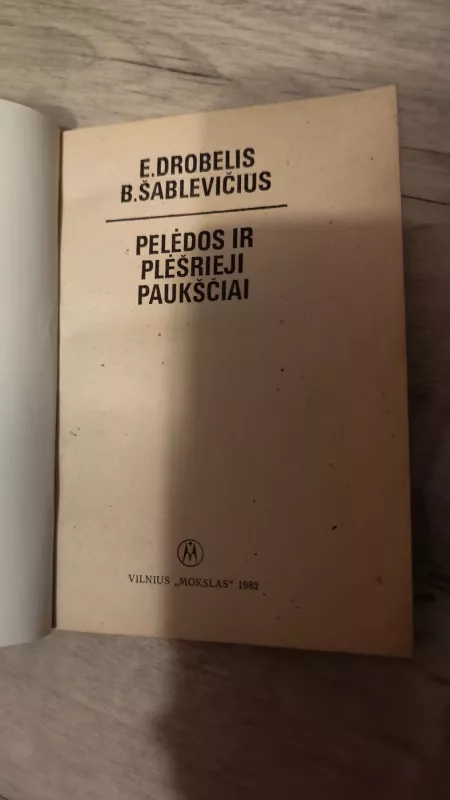 E.DROBELIS
B.ŠABLEVIČIUS
PELĖDOS IR
PLĖŠRIEJI
PAUKŠČIAI
M
VILNIUS „MOKSLAS“ 1982